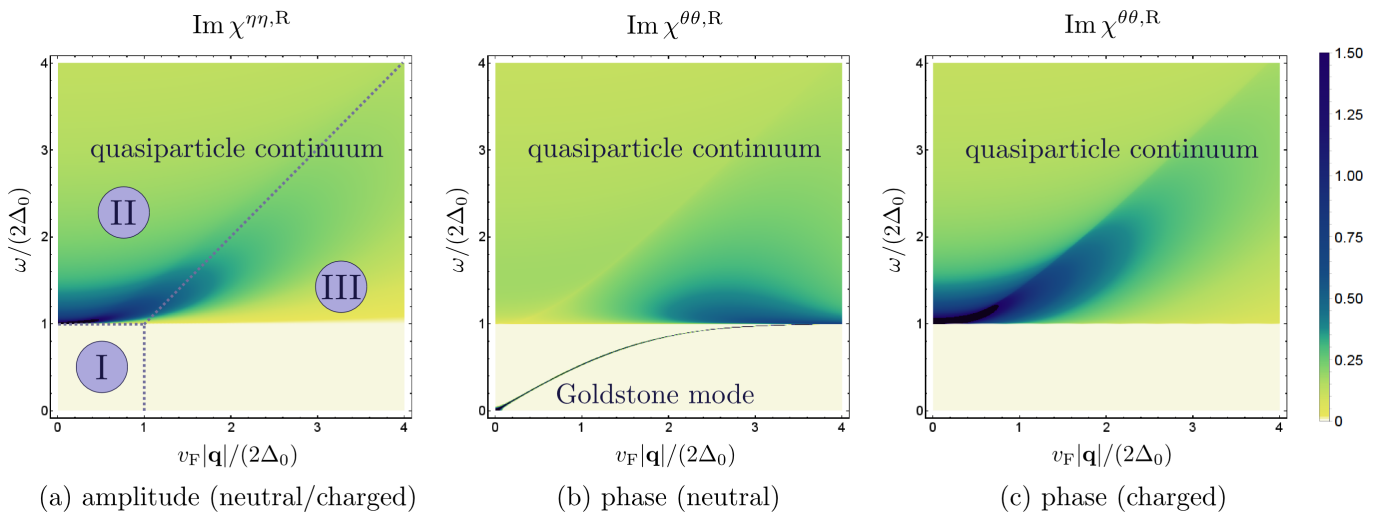 Im χ^{ηη,R}
Im χ^{θθ,R}
Im χ^{θθ,R}
4
3
2
1
0
ω/(2Δ₀)
quasiparticle continuum
II
III
I
0
1
2
3
4
v_F|q|/(2Δ₀)
(a) amplitude (neutral/charged)
4
3
2
1
0
ω/(2Δ₀)
quasiparticle continuum
Goldstone mode
0
1
2
3
4
v_F|q|/(2Δ₀)
(b) phase (neutral)
4
3
2
1
0
ω/(2Δ₀)
quasiparticle continuum
0
1
2
3
4
v_F|q|/(2Δ₀)
(c) phase (charged)
1.50
1.25
1.00
0.75
0.50
0.25
0